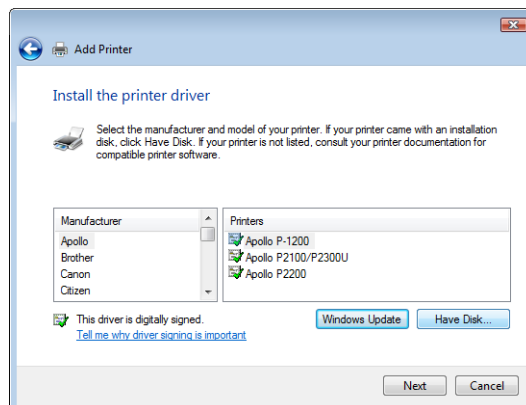 Add Printer
Install the printer driver
Select the manufacturer and model of your printer. If your printer came with an installation
disk, click Have Disk. If your printer is not listed, consult your printer documentation for
compatible printer software.
Manufacturer
Apollo
Brother
Canon
Citizen
Printers
Apollo P-1200
Apollo P2100/P2300U
Apollo P2200
This driver is digitally signed.
Tell me why driver signing is important
Windows Update
Have Disk...
Next
Cancel